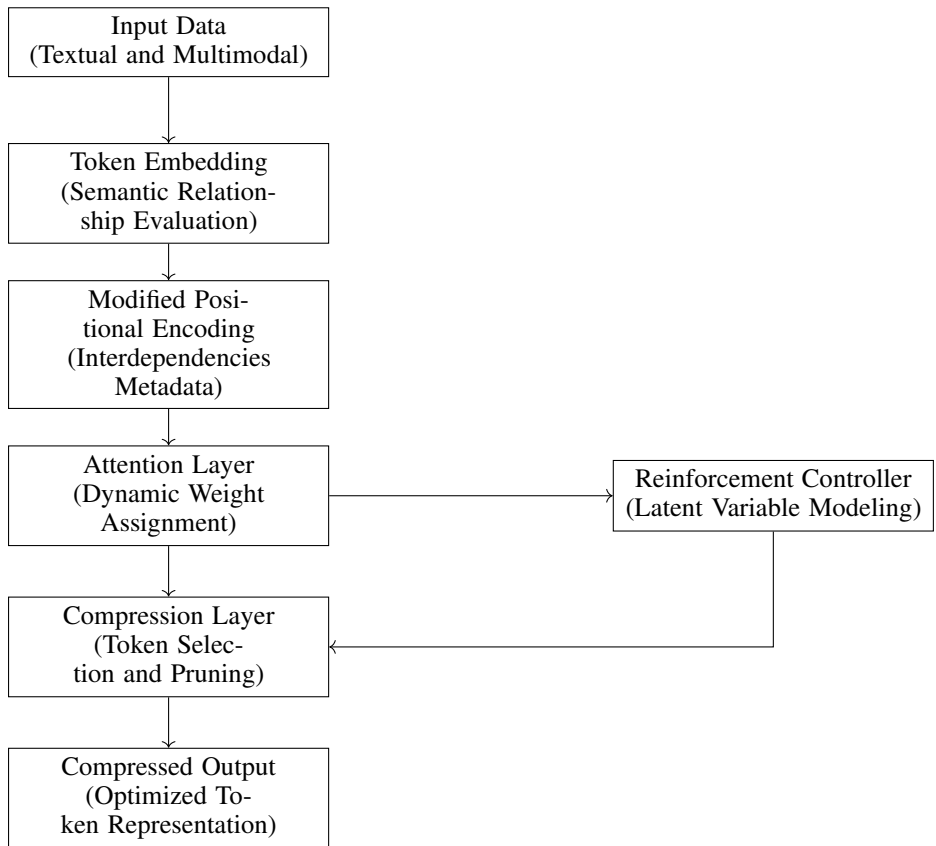 Input Data
(Textual and Multimodal)
Token Embedding
(Semantic Relation-
ship Evaluation)
Modified Posi-
tional Encoding
(Interdependencies
Metadata)
Attention Layer
(Dynamic Weight
Assignment)
Reinforcement Controller
(Latent Variable Modeling)
Compression Layer
(Token Selec-
tion and Pruning)
Compressed Output
(Optimized To-
ken Representation)